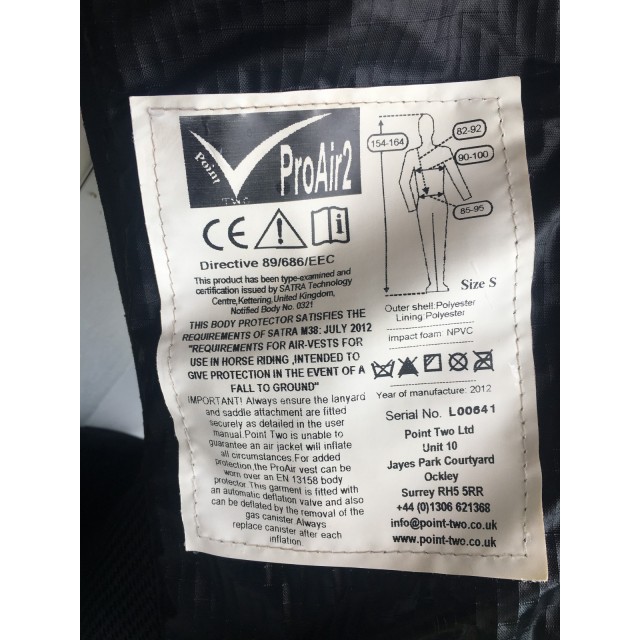 Point
TWO
ProAir2
CE
i
Directive 89/686/EEC
This product has been type-examined and
certification issued by SATRA Technology
Centre,Kettering,United Kingdom,
Notified Body No. 0321
THIS BODY PROTECTOR SATISFIES THE
REQUIREMENTS OF SATRA M38: JULY 2012
"REQUIREMENTS FOR AIR-VESTS FOR
USE IN HORSE RIDING ,INTENDED TO
GIVE PROTECTION IN THE EVENT OF A
FALL TO GROUND"
IMPORTANT! Always ensure the lanyard
and saddle attachment are fitted
securely as detailed in the user
manual.Point Two is unable to
guarantee an air jacket will inflate
all circumstances.For added
protection,the ProAir vest can be
worn over an EN 13158 body
protector This garment is fitted with
an automatic deflation valve and also
can be deflated by the removal of the
gas canister.Always
replace canister after each
inflation.
154-164
82-92
90-100
85-95
Size S
Outer shell:Polyester
Lining:Polyester
Impact foam: NPVC
Year of manufacture: 2012
Serial No. L00641
Point Two Ltd
Unit 10
Jayes Park Courtyard
Ockley
Surrey RH5 5RR
+44 (0)1306 621368
info@point-two.co.uk
www.point-two.co.uk